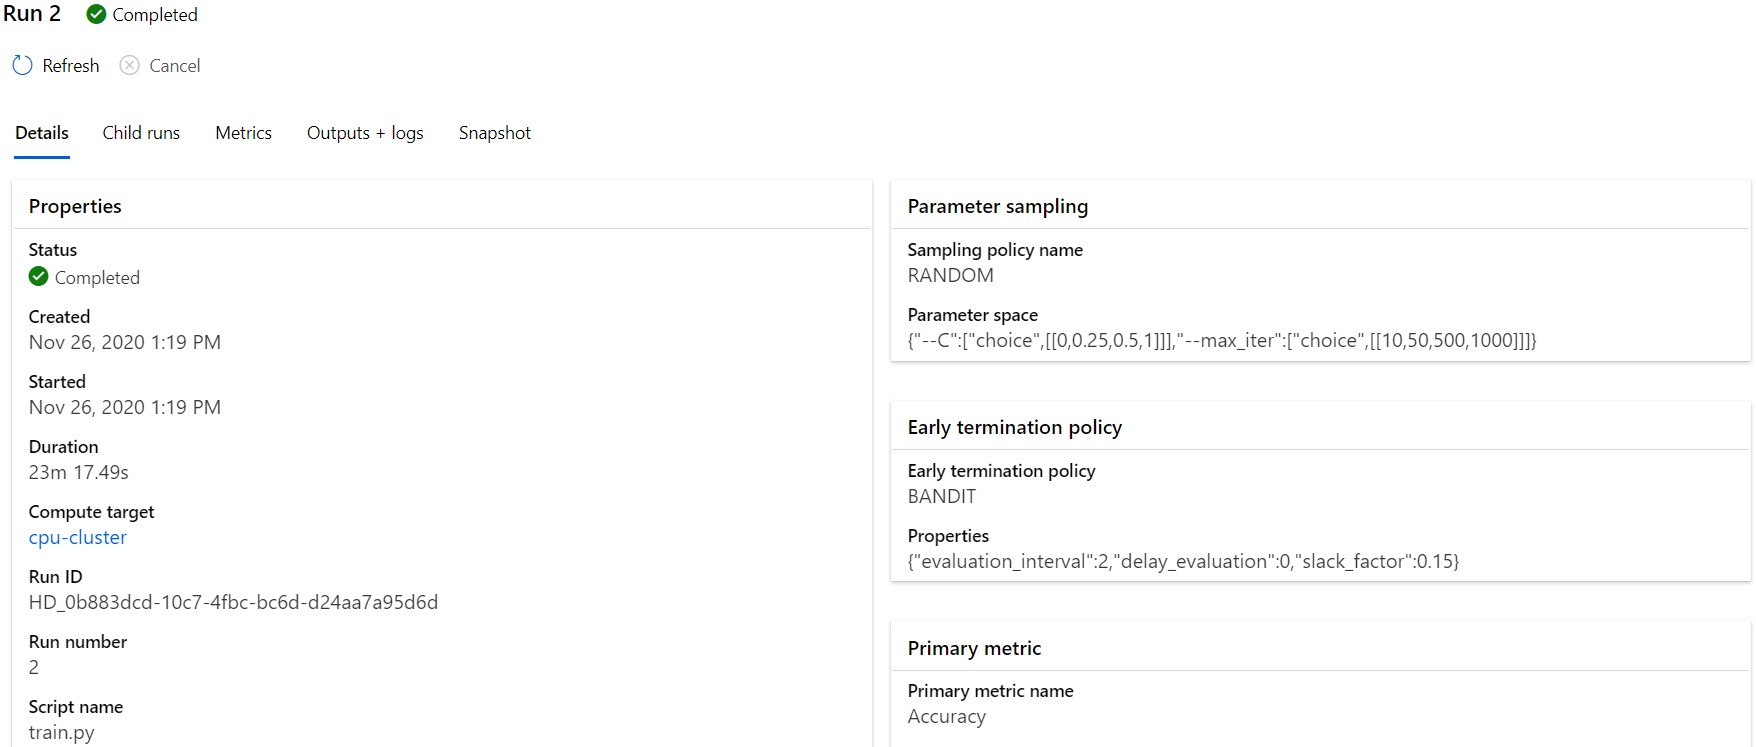 Run 2 Completed
Refresh Cancel
Details Child runs Metrics Outputs + logs Snapshot
Properties
Status
Completed
Created
Nov 26, 2020 1:19 PM
Started
Nov 26, 2020 1:19 PM
Duration
23m 17.49s
Compute target
cpu-cluster
Run ID
HD_0b883dcd-10c7-4fbc-bc6d-d24aa7a95d6d
Run number
2
Script name
train.py
Parameter sampling
Sampling policy name
RANDOM
Parameter space
{"--C":["choice",[[0,0.25,0.5,1]]],"--max_iter":["choice",[[10,50,500,1000]]]}
Early termination policy
Early termination policy
BANDIT
Properties
{"evaluation_interval":2,"delay_evaluation":0,"slack_factor":0.15}
Primary metric
Primary metric name
Accuracy